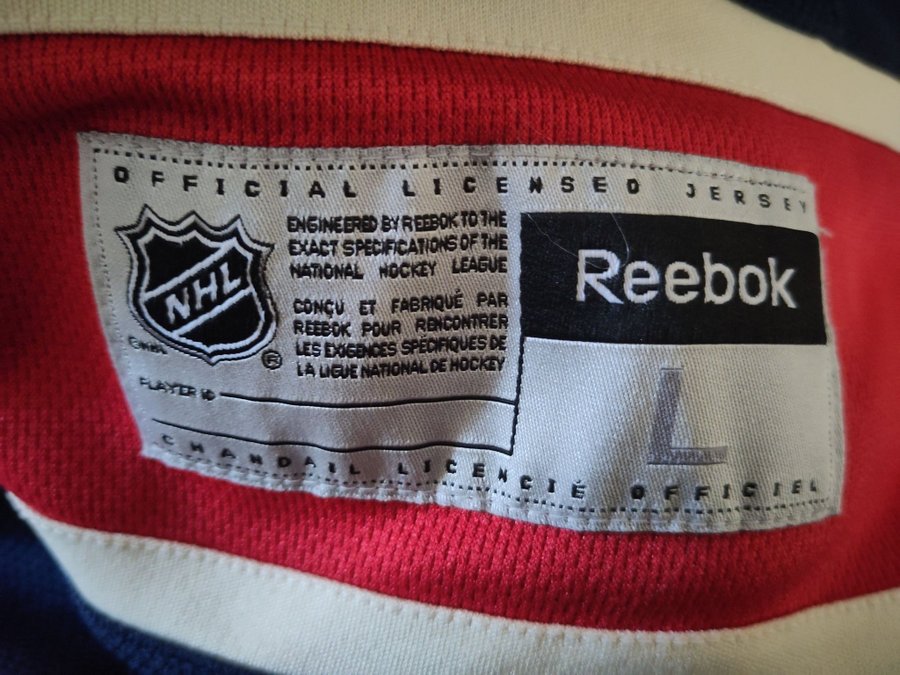 OFFICIAL LICENSED JERSEY
NHL
®
ENGINEERED BY REEBOK TO THE
EXACT SPECIFICATIONS OF THE
NATIONAL HOCKEY LEAGUE
CONÇU ET FABRIQUÉ PAR
REEBOK POUR RENCONTRER
LES EXIGENCES SPÉCIFIQUES DE
LA LIGUE NATIONAL DE HOCKEY
©NHL
PLAYER ID
Reebok
L
CHANDAIL LICENCIÉ OFFICIEL